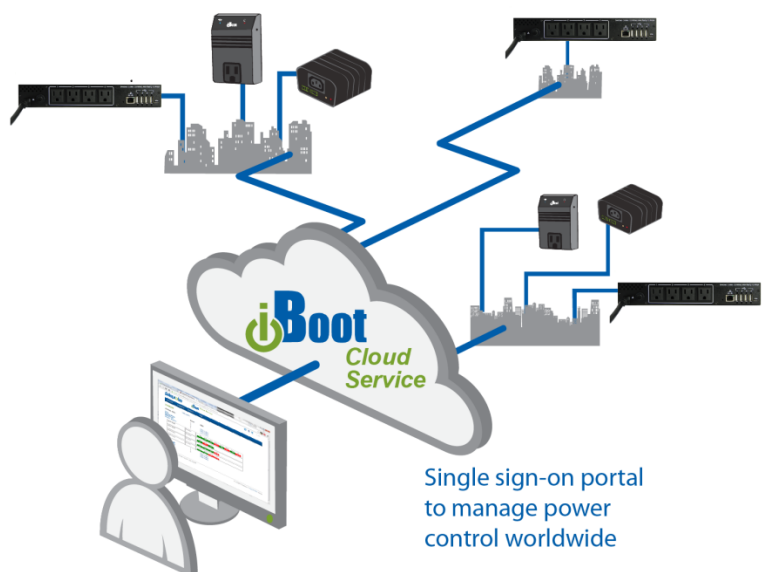 iBoot
Cloud
Service
Single sign-on portal
to manage power
control worldwide